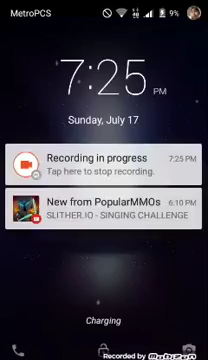 MetroPCS
9%
7:25 PM
Sunday, July 17
Recording in progress
7:25 PM
Tap here to stop recording.
New from PopularMMOs
6:10 PM
SLITHER.IO - SINGING CHALLENGE
Charging
Recorded by Mobizen